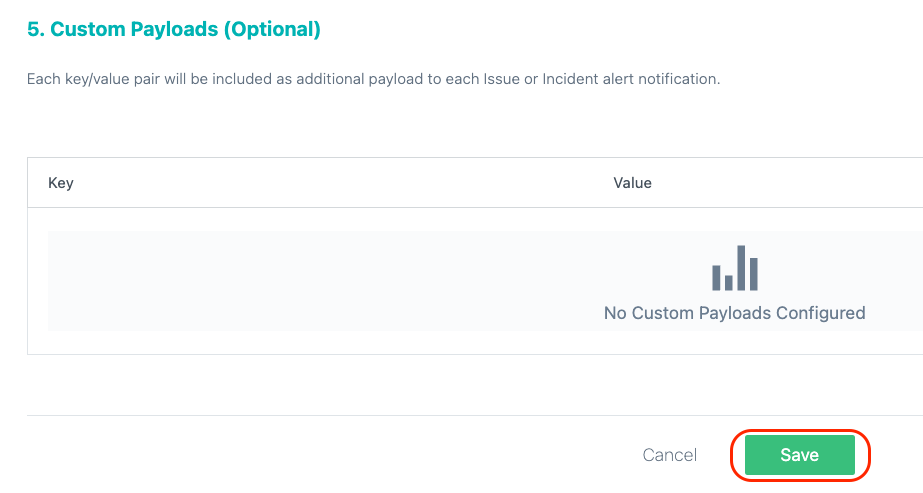 5. Custom Payloads (Optional)
Each key/value pair will be included as additional payload to each Issue or Incident alert notification.
Key Value
No Custom Payloads Configured
Cancel Save